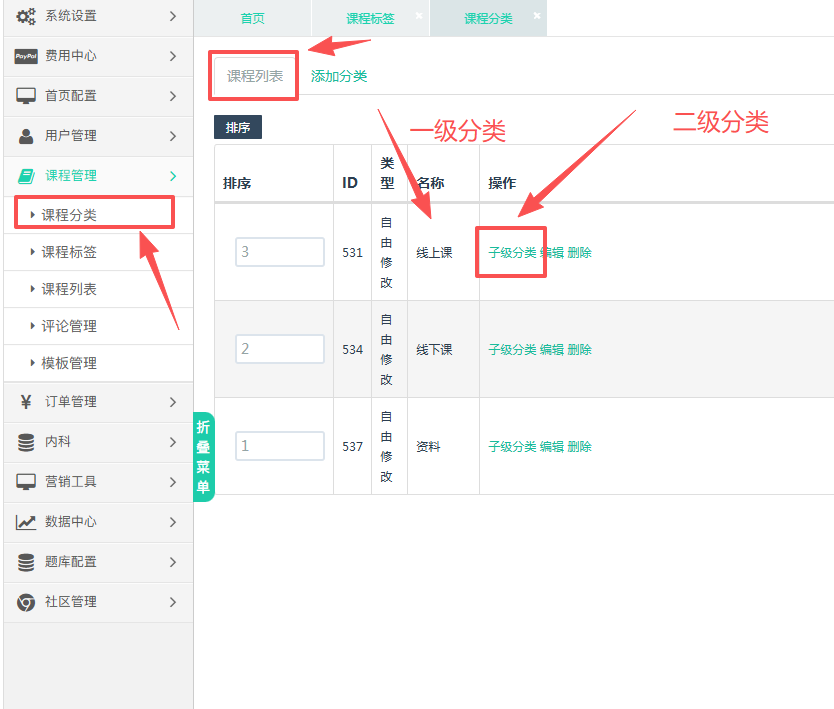 系统设置
PayPal 费用中心
首页配置
用户管理
课程管理
课程分类
课程标签
课程列表
评论管理
模板管理
订单管理
内科
营销工具
数据中心
题库配置
社区管理
折叠菜单
首页 课程标签 × 课程分类 ×
课程列表 添加分类
一级分类
二级分类
排序
排序 ID 类型 名称 操作
3 531 自由修改 线上课 子级分类 编辑 删除
2 534 自由修改 线下课 子级分类 编辑 删除
1 537 自由修改 资料 子级分类 编辑 删除